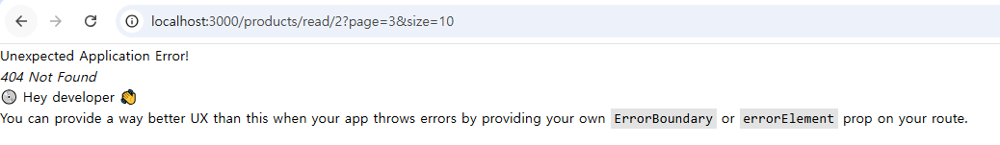 localhost:3000/products/read/2?page=3&size=10
Unexpected Application Error!
404 Not Found
💿 Hey developer 👋
You can provide a way better UX than this when your app throws errors by providing your own ErrorBoundary or errorElement prop on your route.